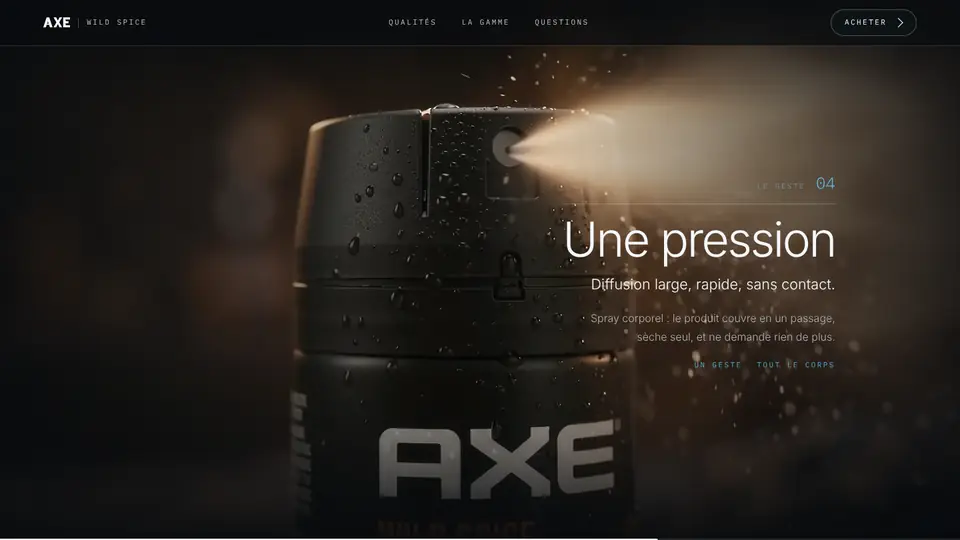 AXE | WILD SPICE
QUALITÉS
LA GAMME
QUESTIONS
ACHETER
LE GESTE 04
Une pression
Diffusion large, rapide, sans contact.
Spray corporel : le produit couvre en un passage,
sèche seul, et ne demande rien de plus.
UN GESTE TOUT LE CORPS
AXE
WILD SPICE